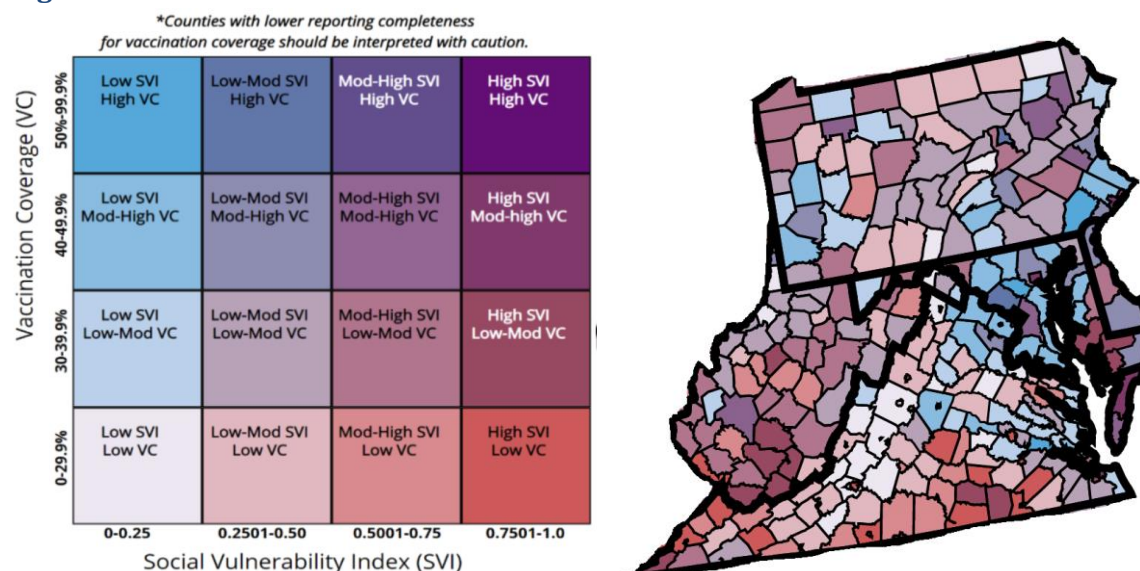 *Counties with lower reporting completeness
for vaccination coverage should be interpreted with caution.
Vaccination Coverage (VC)
50%-99.9%
Low SVI
High VC
Low-Mod SVI
High VC
Mod-High SVI
High VC
High SVI
High VC
40-49.9%
Low SVI
Mod-High VC
Low-Mod SVI
Mod-High VC
Mod-High SVI
Mod-High VC
High SVI
Mod-high VC
30-39.9%
Low SVI
Low-Mod VC
Low-Mod SVI
Low-Mod VC
Mod-High SVI
Low-Mod VC
High SVI
Low-Mod VC
0-29.9%
Low SVI
Low VC
Low-Mod SVI
Low VC
Mod-High SVI
Low VC
High SVI
Low VC
0-0.25
0.2501-0.50
0.5001-0.75
0.7501-1.0
Social Vulnerability Index (SVI)